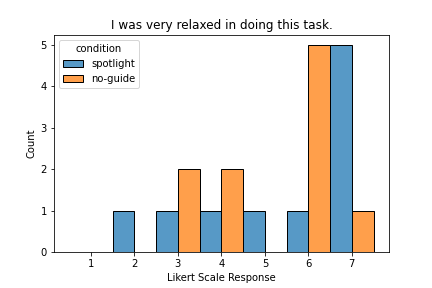 I was very relaxed in doing this task.
condition
spotlight
no-guide
Count
5
4
3
2
1
0
1 2 3 4 5 6 7
Likert Scale Response